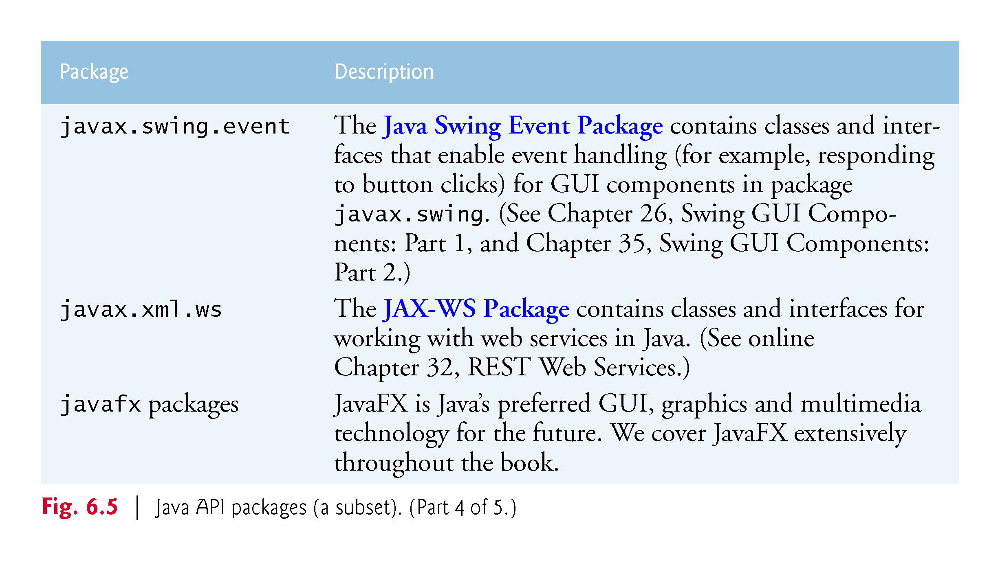 Package Description
javax.swing.event The Java Swing Event Package contains classes and inter-
faces that enable event handling (for example, responding
to button clicks) for GUI components in package
javax.swing. (See Chapter 26, Swing GUI Compo-
nents: Part 1, and Chapter 35, Swing GUI Components:
Part 2.)
javax.xml.ws The JAX-WS Package contains classes and interfaces for
working with web services in Java. (See online
Chapter 32, REST Web Services.)
javafx packages JavaFX is Java’s preferred GUI, graphics and multimedia
technology for the future. We cover JavaFX extensively
throughout the book.
Fig. 6.5 | Java API packages (a subset). (Part 4 of 5.)